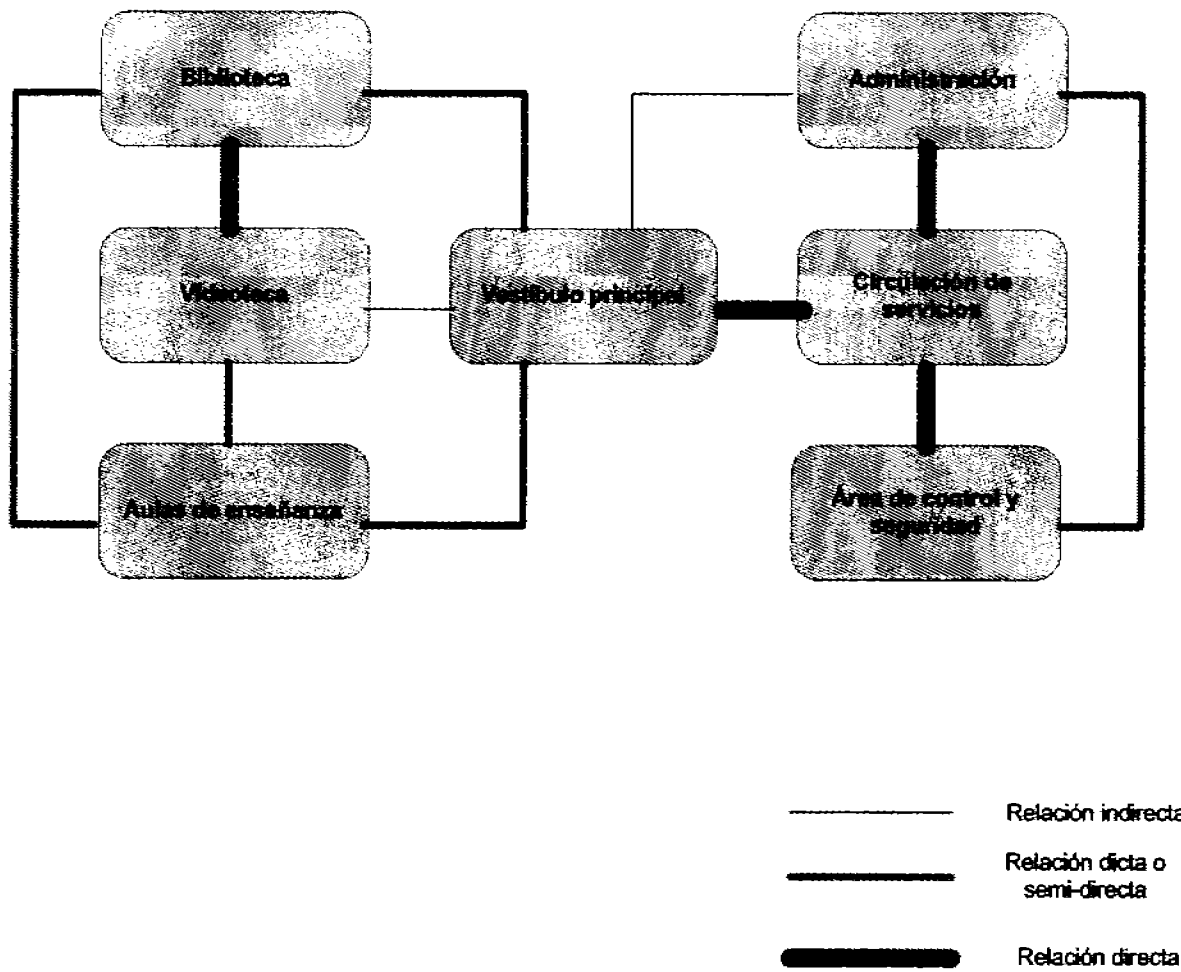 Biblioteca
Administración
Videoteca
Vestíbulo principal
Circulación de
servicios
Aulas de enseñanza
Área de control y
seguridad
Relación indirecta
Relación dicta o
semi-directa
Relación directa